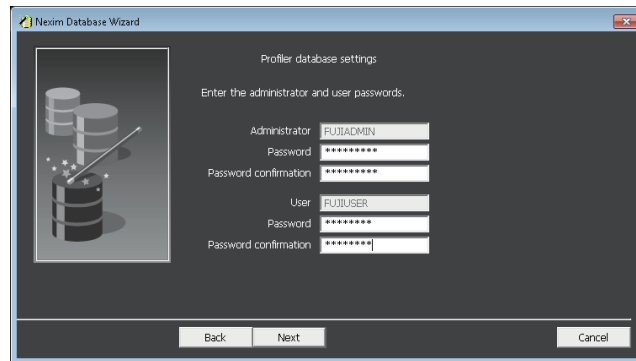 Nexim Database Wizard
Profiler database settings
Enter the administrator and user passwords.
Administrator FUJIADMIN
Password *********
Password confirmation *********
User FUJIUSER
Password ********
Password confirmation ********
Back Next Cancel